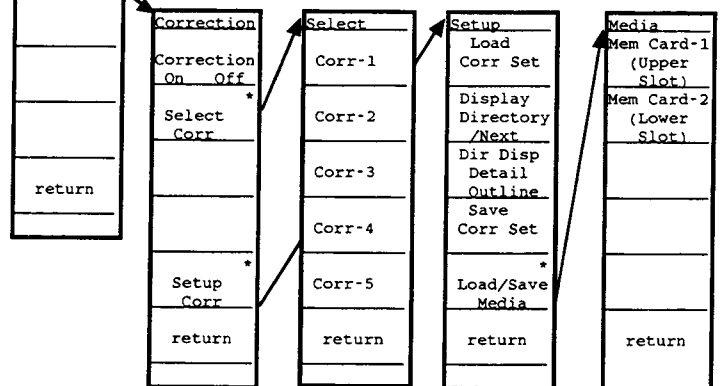 return
Correction
Correction
On Off
*
Select
Corr
*
Setup
Corr
return
Select
Corr-1
Corr-2
Corr-3
Corr-4
Corr-5
return
Setup
Load
Corr Set
Display
Directory
/Next
Dir Disp
Detail
Outline
Save
Corr Set
*
Load/Save
Media
return
Media
Mem Card-1
(Upper
Slot)
Mem Card-2
(Lower
Slot)
return